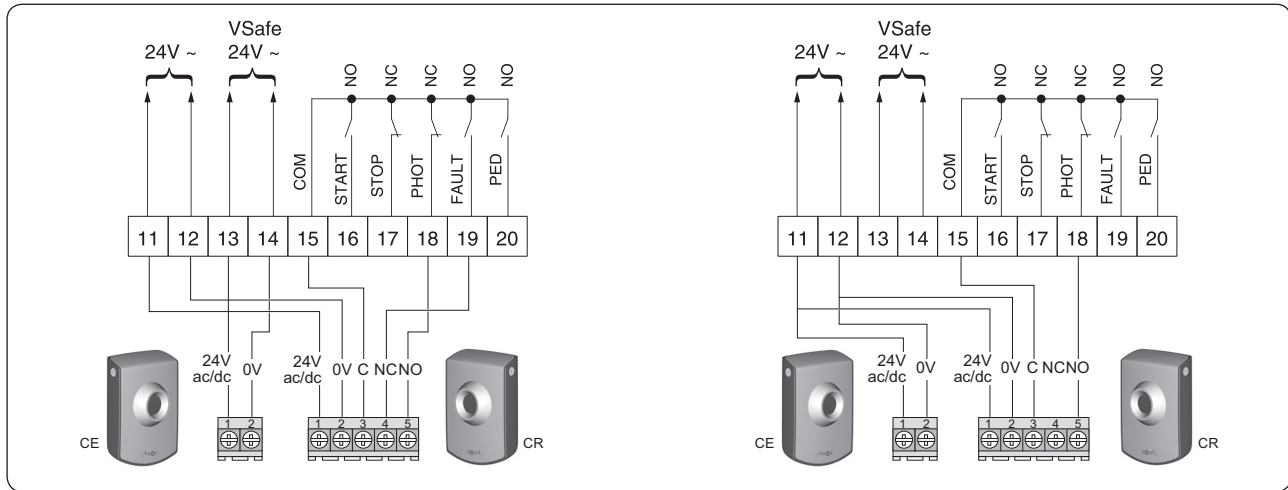 VSafe
24V ~ 24V ~
NO NC NC NO NO
COM START STOP PHOT FAULT PED
11 12 13 14 15 16 17 18 19 20
24V ac/dc 0V 24V ac/dc 0V C NC NO
1 2 1 2 3 4 5
CE CR
VSafe
24V ~ 24V ~
NO NC NC NO NO
COM START STOP PHOT FAULT PED
11 12 13 14 15 16 17 18 19 20
24V ac/dc 0V 24V ac/dc 0V C NC NO
1 2 1 2 3 4 5
CE CR